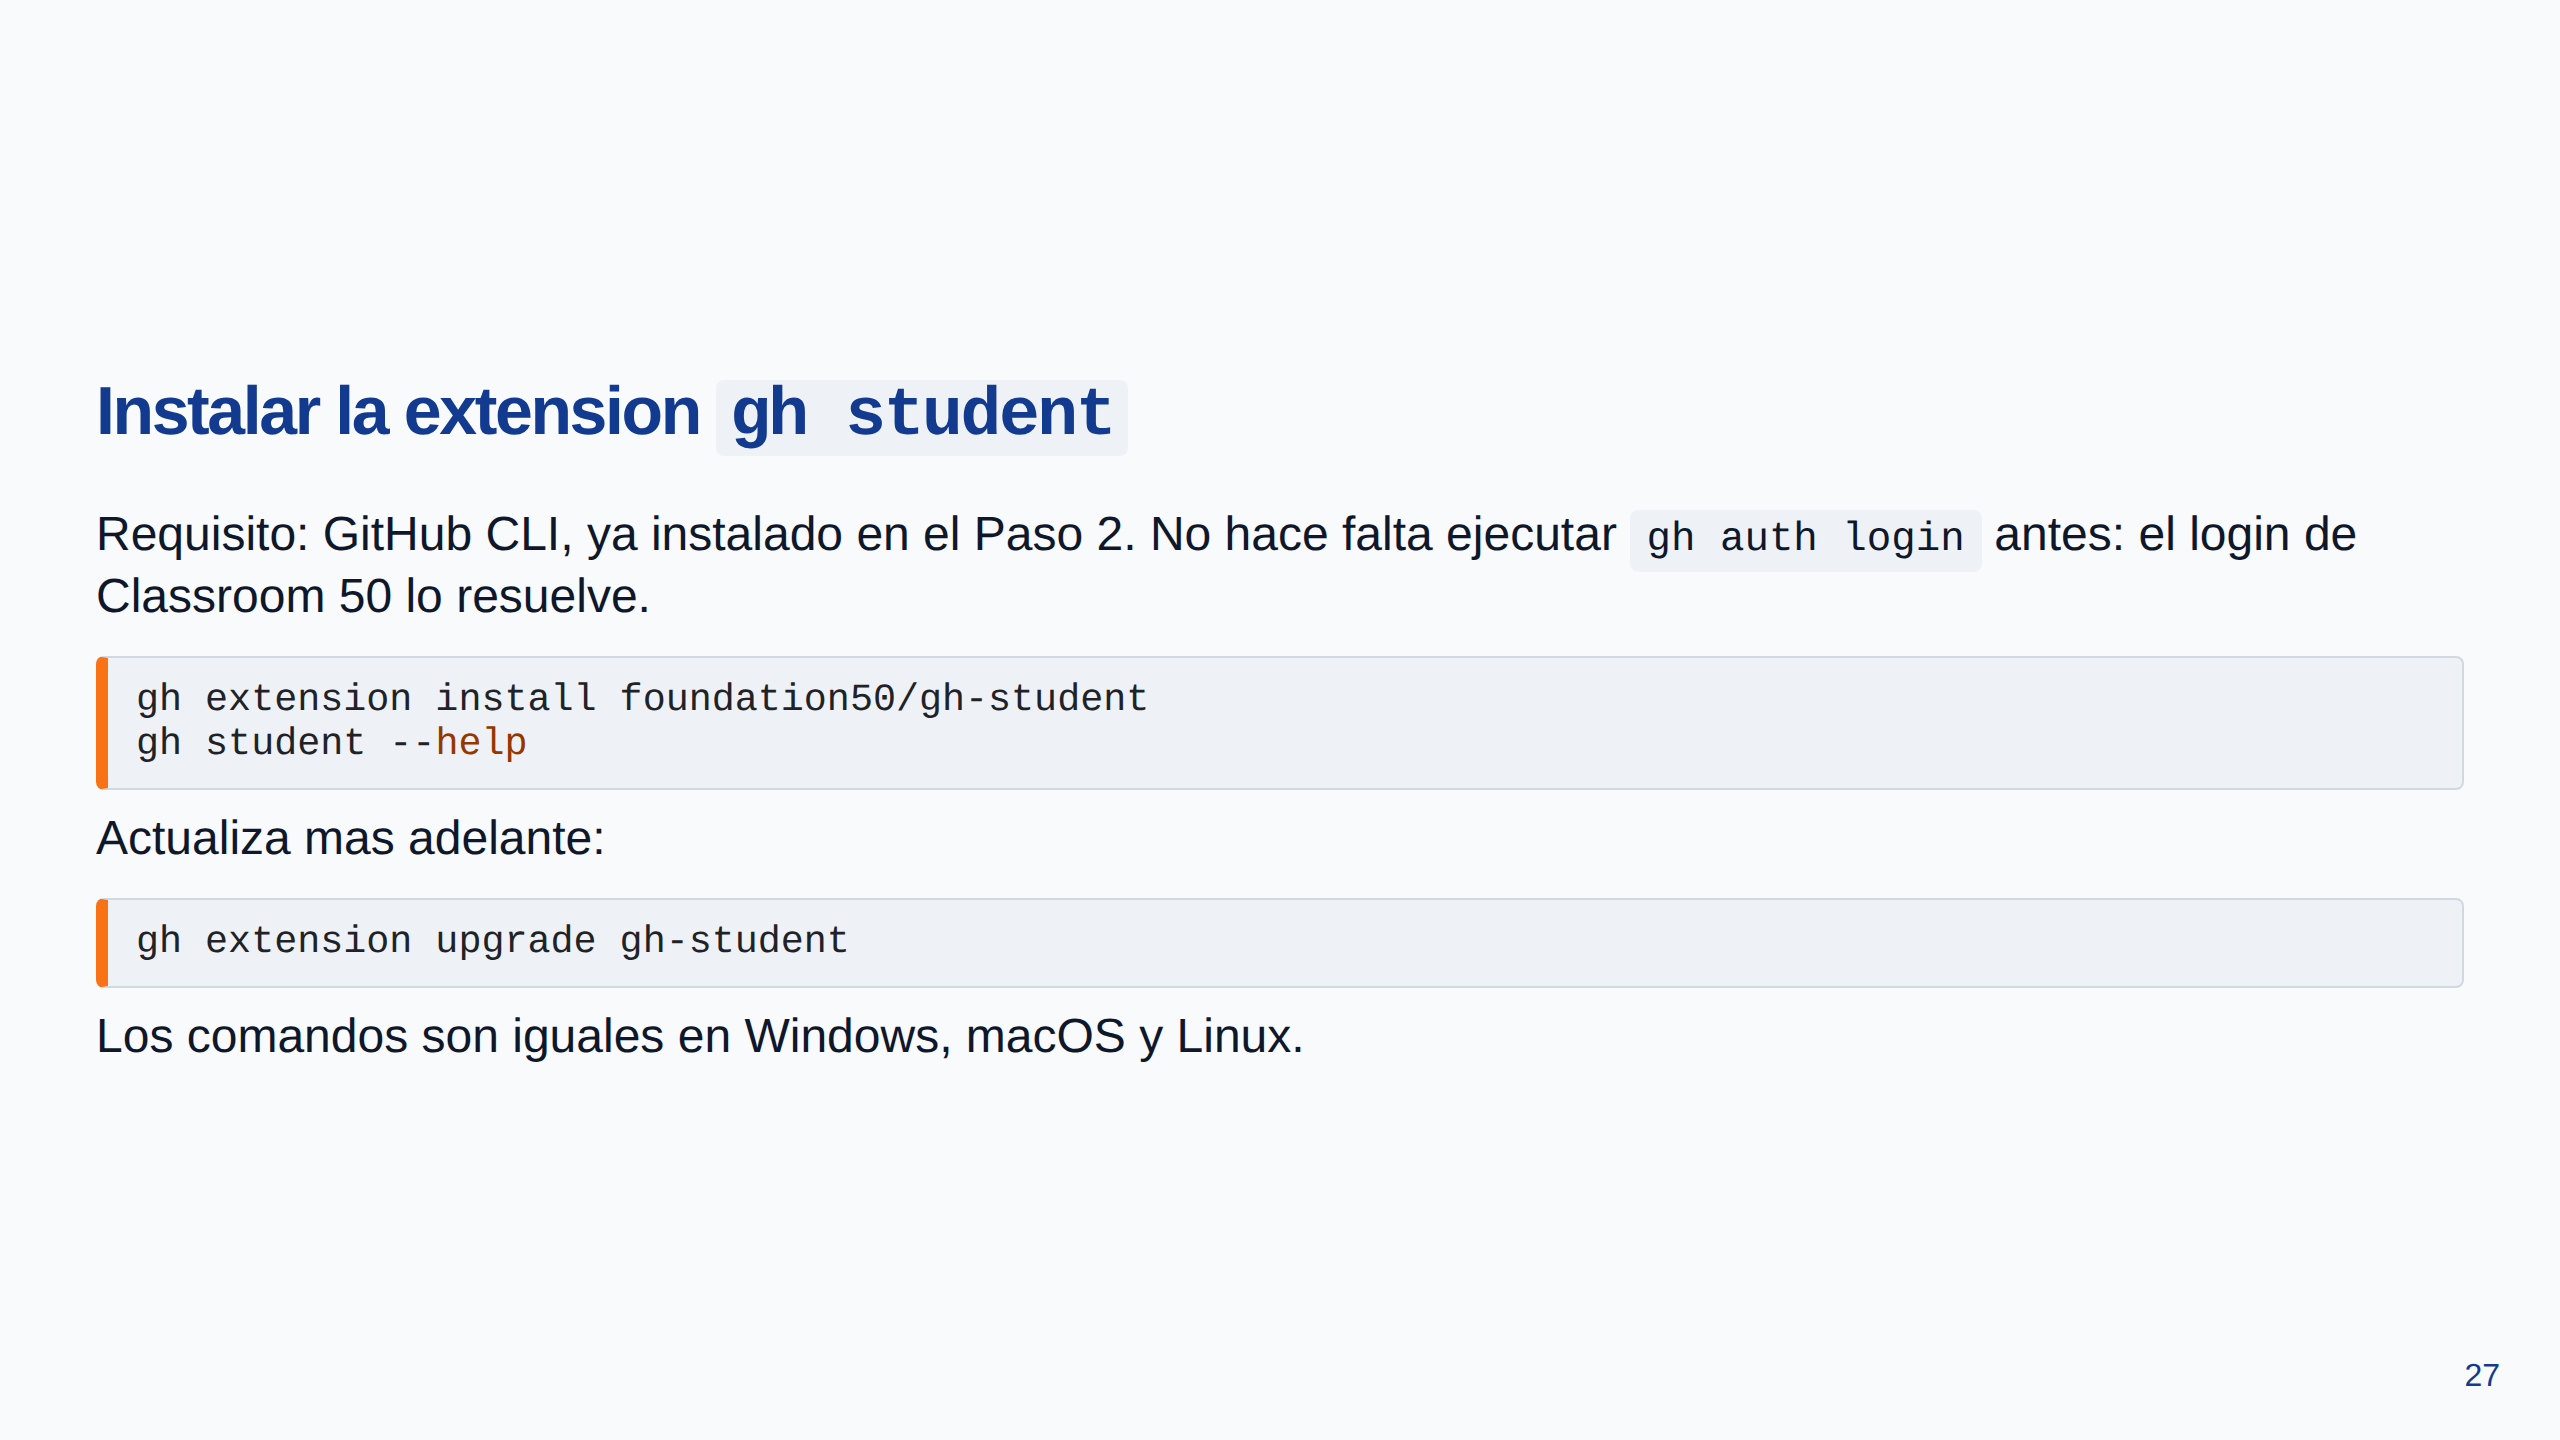 Instalar la extension gh student
Requisito: GitHub CLI, ya instalado en el Paso 2. No hace falta ejecutar gh auth login antes: el login de
Classroom 50 lo resuelve.
gh extension install foundation50/gh-student
gh student --help
Actualiza mas adelante:
gh extension upgrade gh-student
Los comandos son iguales en Windows, macOS y Linux.
27